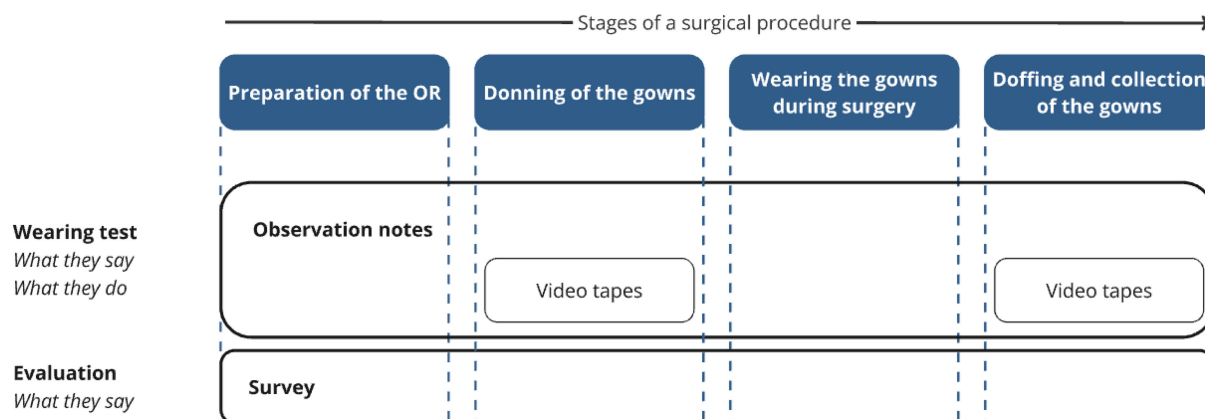 Stages of a surgical procedure
Preparation of the OR
Donning of the gowns
Wearing the gowns
during surgery
Doffing and collection
of the gowns
Wearing test
What they say
What they do
Observation notes
Video tapes
Video tapes
Evaluation
What they say
Survey